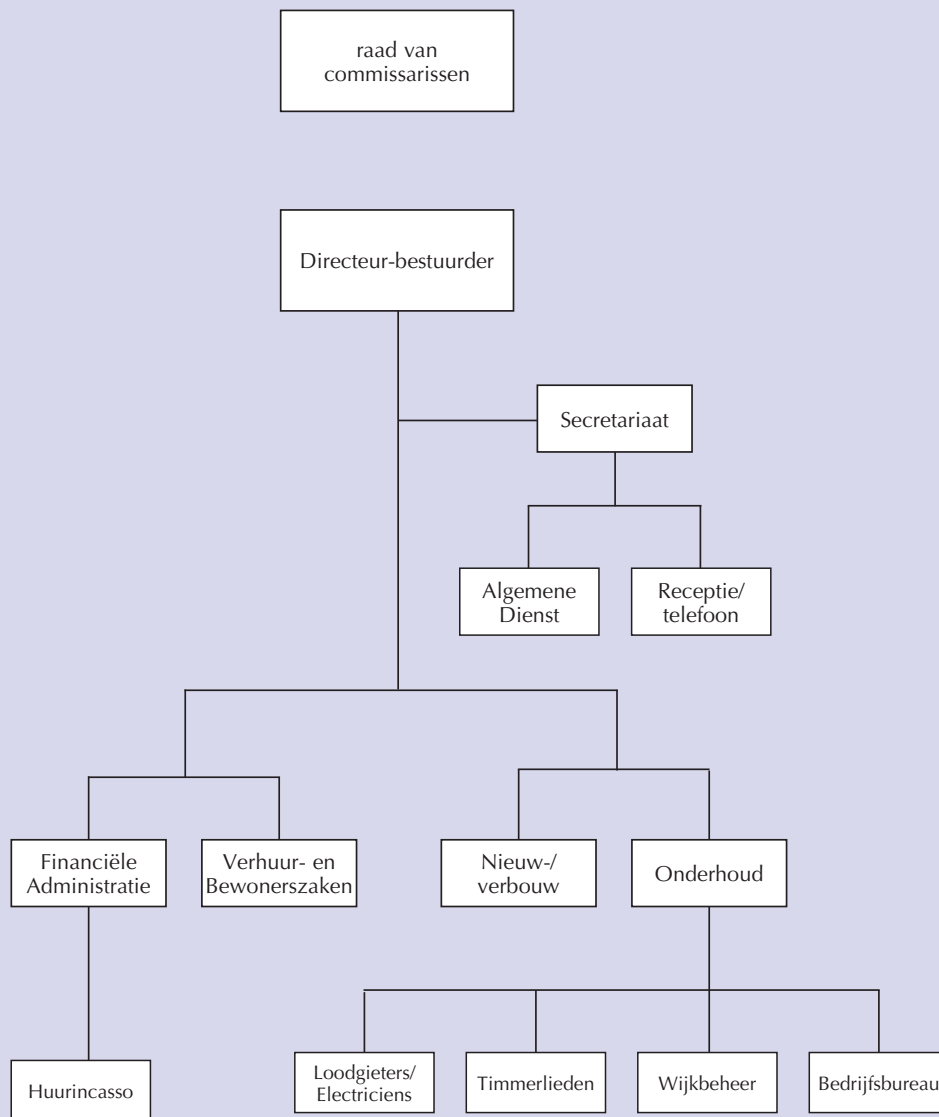 raad van
commissarissen
Directeur-bestuurder
Secretariaat
Algemene
Dienst
Receptie/
telefoon
Financiële
Administratie
Verhuur- en
Bewonerszaken
Nieuw-/
verbouw
Onderhoud
Huurincasso
Loodgieters/
Electriciens
Timmerlieden
Wijkbeheer
Bedrijfsbureau